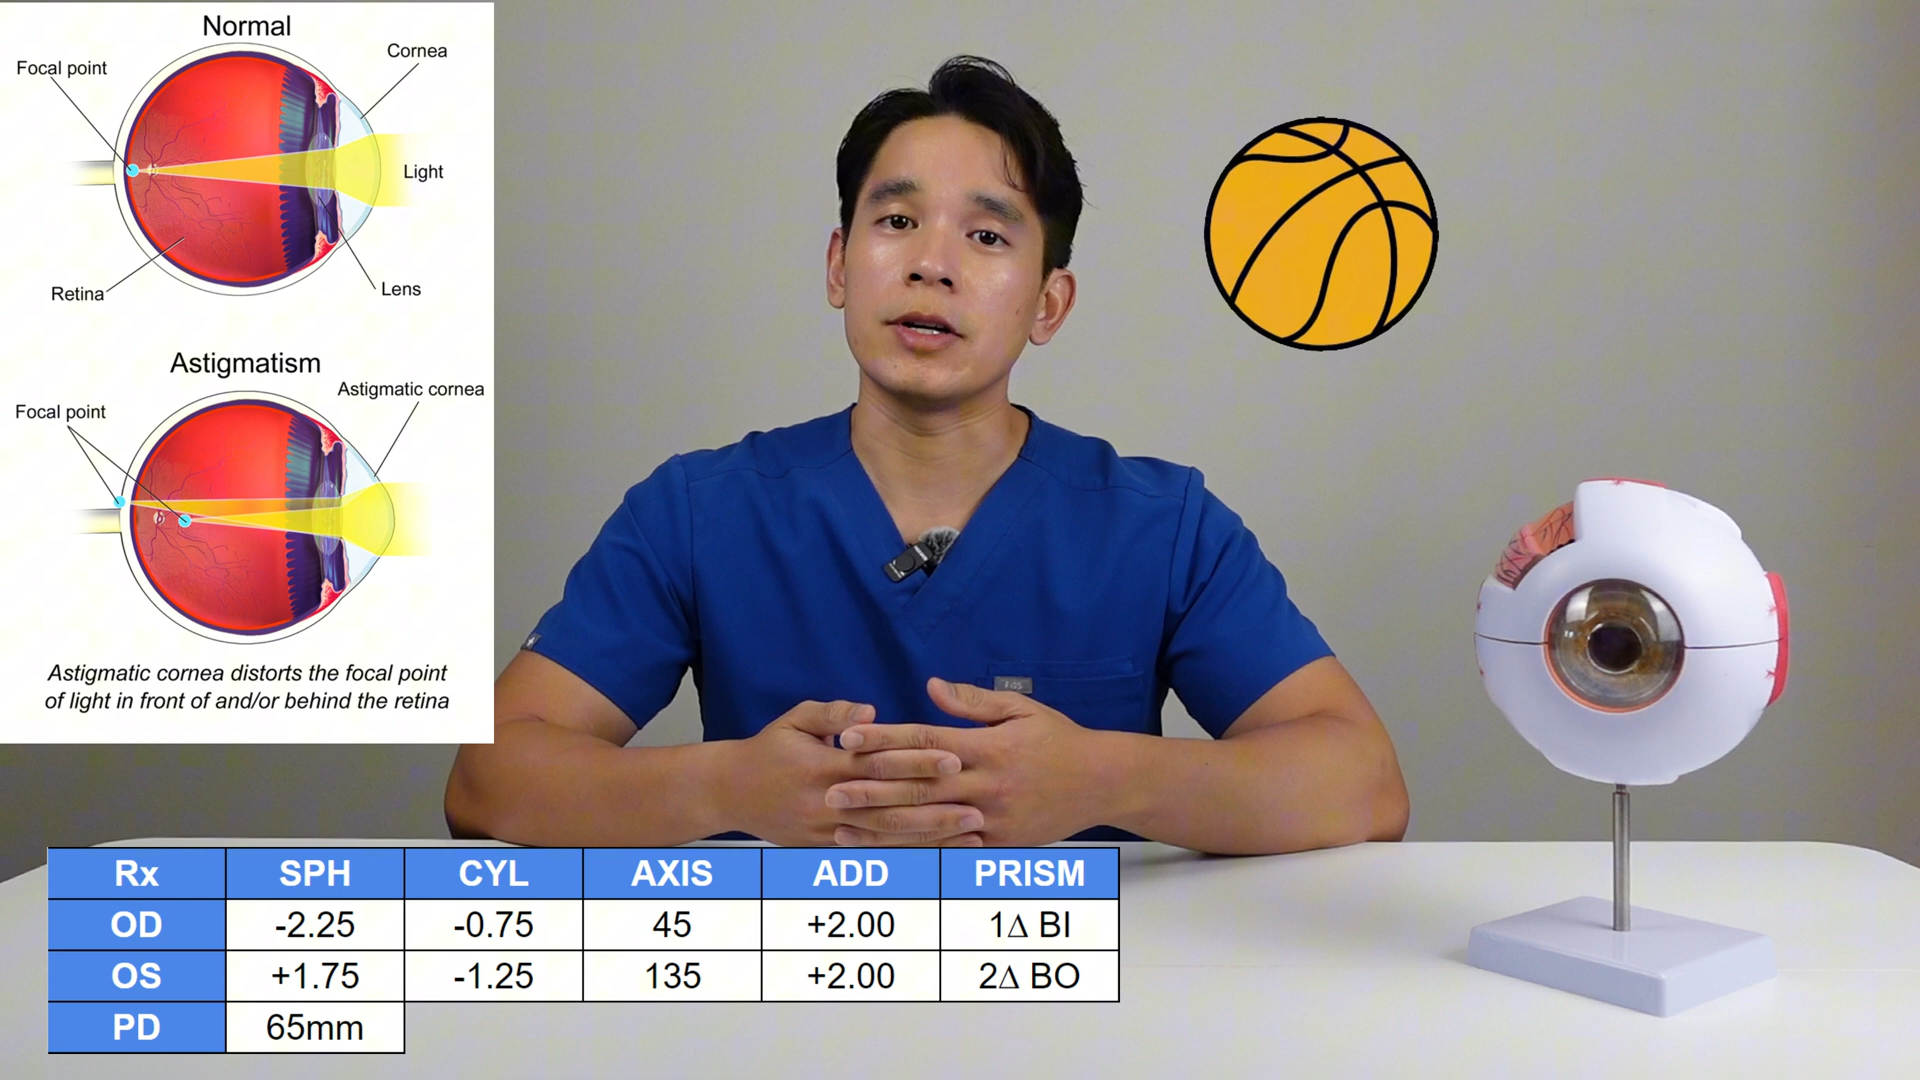 Normal
Focal point
Cornea
Light
Retina
Lens
Astigmatism
Astigmatic cornea
Focal point
Astigmatic cornea distorts the focal point
of light in front of and/or behind the retina
FIGS
Rx SPH CYL AXIS ADD PRISM
OD -2.25 -0.75 45 +2.00 1Δ BI
OS +1.75 -1.25 135 +2.00 2Δ BO
PD 65mm